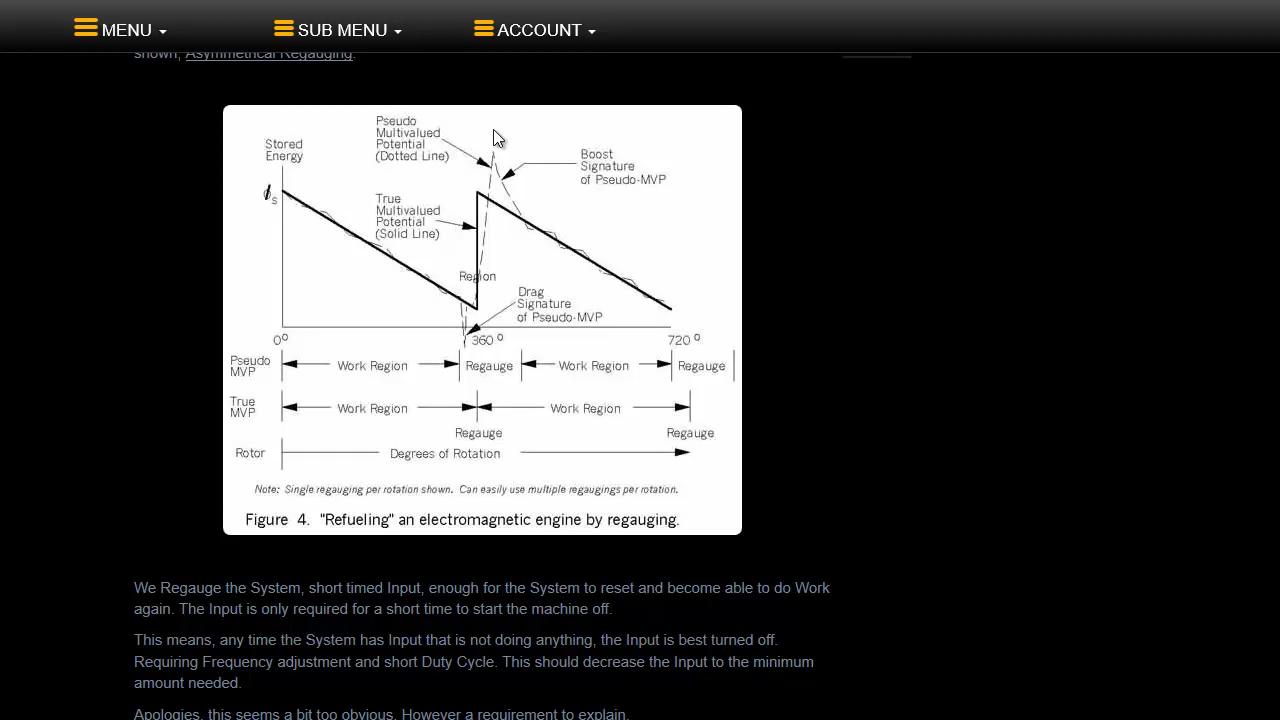 MENU
SUB MENU
ACCOUNT
shown, Asymmetrical Regauging.
Pseudo
Multivalued
Potential
(Dotted Line)
Stored
Energy
Boost
Signature
of Pseudo-MVP
ϕs
True
Multivalued
Potential
(Solid Line)
Region
Drag
Signature
of Pseudo-MVP
0° 360° 720°
Pseudo
MVP
Work Region Regauge Work Region Regauge
True
MVP
Work Region Work Region
Regauge Regauge
Rotor Degrees of Rotation
Note: Single regauging per rotation shown. Can easily use multiple regaugings per rotation.
Figure 4. "Refueling" an electromagnetic engine by regauging.
We Regauge the System, short timed Input, enough for the System to reset and become able to do Work
again. The Input is only required for a short time to start the machine off.
This means, any time the System has Input that is not doing anything, the Input is best turned off.
Requiring Frequency adjustment and short Duty Cycle. This should decrease the Input to the minimum
amount needed.
Apologies, this seems a bit too obvious. However a requirement to explain.